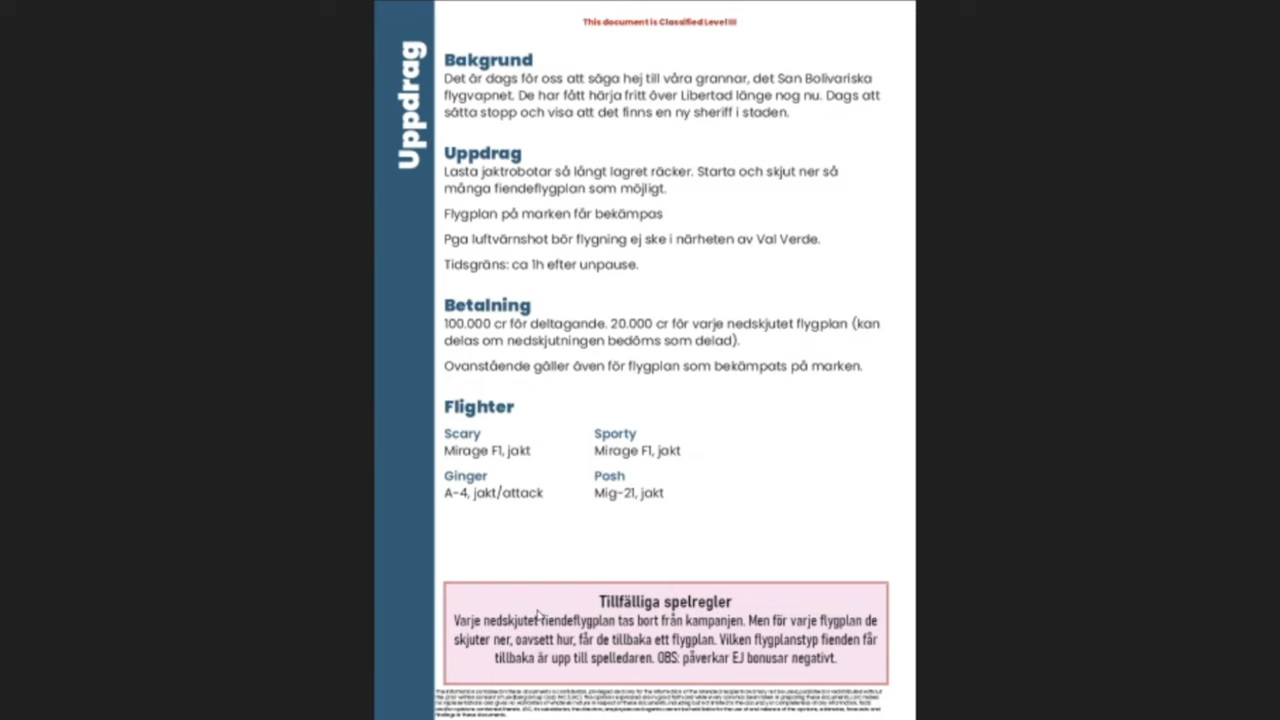 This document is Classified Level III
Uppdrag
Bakgrund
Det är dags för oss att säga hej till våra grannar, det San Bolivariska
flygvapnet. De har fått härja fritt över Libertad länge nog nu. Dags att
sätta stopp och visa att det finns en ny sheriff i staden.
Uppdrag
Lasta jaktrobotar så långt lagret räcker. Starta och skjut ner så
många fiendeflygplan som möjligt.
Flygplan på marken får bekämpas
Pga luftvärnshot bör flygning ej ske i närheten av Val Verde.
Tidsgräns: ca 1h efter unpause.
Betalning
100.000 cr för deltagande. 20.000 cr för varje nedskjutet flygplan (kan
delas om nedskjutningen bedöms som delad).
Ovanstående gäller även för flygplan som bekämpats på marken.
Flighter
Scary
Mirage F1, jakt
Sporty
Mirage F1, jakt
Ginger
A-4, jakt/attack
Posh
Mig-21, jakt
Tillfälliga spelregler
Varje nedskjutet fiendeflygplan tas bort från kampanjen. Men för varje flygplan de
skjuter ner, oavsett hur, får de tillbaka ett flygplan. Vilken flygplanstyp fienden får
tillbaka är upp till spelledaren. OBS: påverkar EJ bonusar negativt.